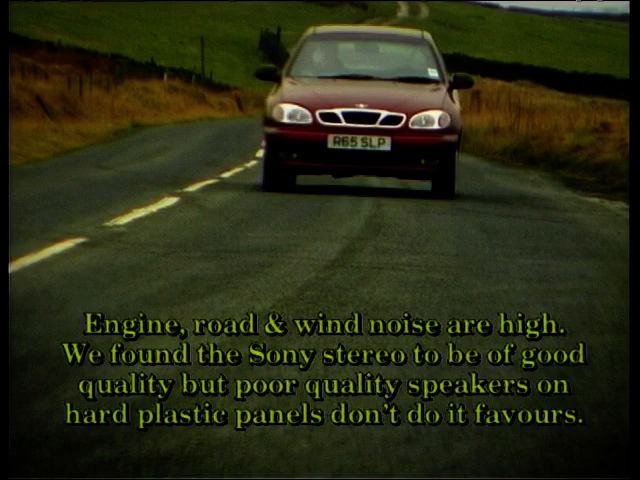 R65 SLP
Engine, road & wind noise are high.
We found the Sony stereo to be of good
quality but poor quality speakers on
hard plastic panels don't do it favours.